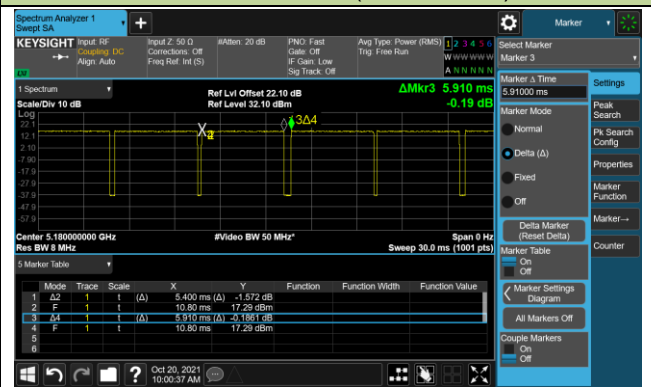 Spectrum Analyzer 1
Swept SA
+
Marker
KEYSIGHT
Input: RF
Coupling: DC
Align: Auto
Input Z: 50 Ω
Corrections: Off
Freq Ref: Int (S)
#Atten: 20 dB
PNO: Fast
Gate: Off
IF Gain: Low
Sig Track: Off
Avg Type: Power (RMS)
Trig: Free Run
1 2 3 4 5 6
W W W W W W
A N N N N N
Select Marker
Marker 3
1 Spectrum
Scale/Div 10 dB
Ref Lvl Offset 22.10 dB
Ref Level 32.10 dBm
ΔMkr3 5.910 ms
-0.19 dB
Log
22.1
12.1
2.10
-7.90
-17.9
-27.9
-37.9
-47.9
-57.9
3Δ4
Center 5.180000000 GHz
Res BW 8 MHz
#Video BW 50 MHz*
Span 0 Hz
Sweep 30.0 ms (1001 pts)
5 Marker Table
Mode Trace Scale X Y Function Function Width Function Value
1 Δ2 1 t (Δ) 5.400 ms (Δ) -1.572 dB
2 F 1 t 10.80 ms 17.29 dBm
3 Δ4 1 t (Δ) 5.910 ms (Δ) -0.1861 dB
4 F 1 t 10.80 ms 17.29 dBm
5
6
Marker Δ Time
5.91000 ms
Marker Mode
Normal
Delta (Δ)
Fixed
Off
Delta Marker
(Reset Delta)
Marker Table
On
Off
Marker Settings
Diagram
All Markers Off
Couple Markers
On
Off
Settings
Peak
Search
Pk Search
Config
Properties
Marker
Function
Marker→
Counter
?
Oct 20, 2021
10:00:37 AM